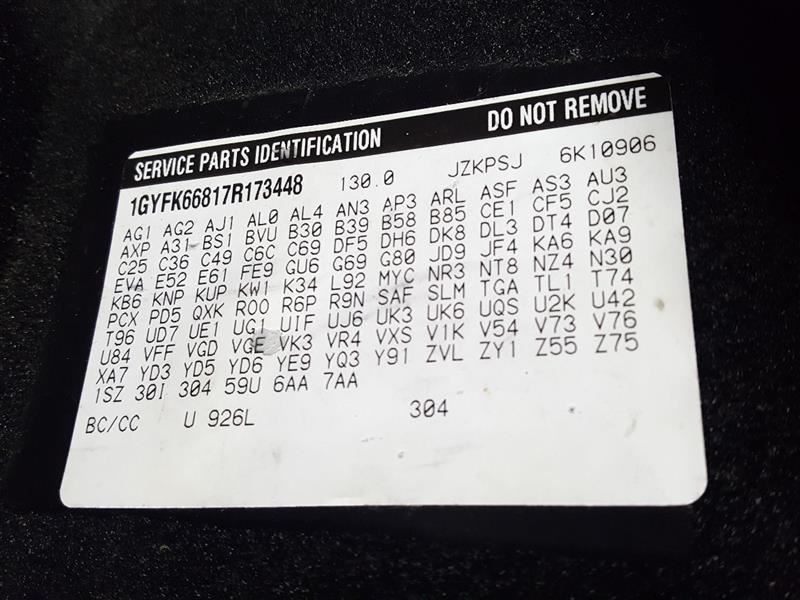 SERVICE PARTS IDENTIFICATION DO NOT REMOVE
1GYFK66817R173448 130.0 JZKPSJ 6K10906
AG1 AG2 AJ1 AL0 AL4 AN3 AP3 ARL ASF AS3 AU3
AXP A31 BS1 BVU B30 B39 B58 B85 CE1 CF5 CJ2
C25 C36 C49 C6C C69 DF5 DH6 DK8 DL3 DT4 D07
EVA E52 E61 FE9 GU6 G69 G80 JD9 JF4 KA6 KA9
KB6 KNP KUP KW1 K34 L92 MYC NR3 NT8 NZ4 N30
PCX PD5 QXK R00 R6P R9N SAF SLM TGA TL1 T74
T96 UD7 UE1 UG1 UIF UJ6 UK3 UK6 UQS U2K U42
U84 VFF VGD VGE VK3 VR4 VXS V1K V54 V73 V76
XA7 YD3 YD5 YD6 YE9 YQ3 Y91 ZVL ZY1 Z55 Z75
1SZ 30I 304 59U 6AA 7AA
BC/CC U 926L 304